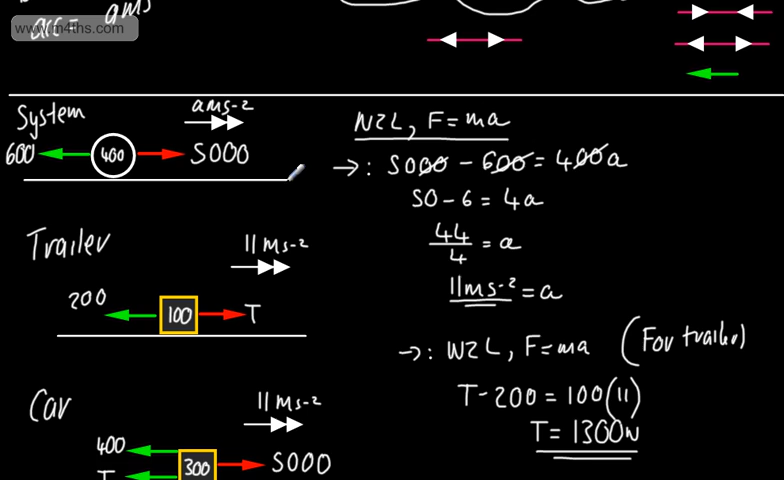 acc = ams
www.m4ths.com
System
ams-2
600 400 5000
Trailer
11ms-2
200 100 T
Car
11ms-2
400
300 5000
T
N2L, F=ma
→: 5000 - 600 = 400a
50 - 6 = 4a
44/4 = a
11ms-2 = a
→: N2L, F=ma (For trailer)
T-200 = 100(11)
T = 1300N